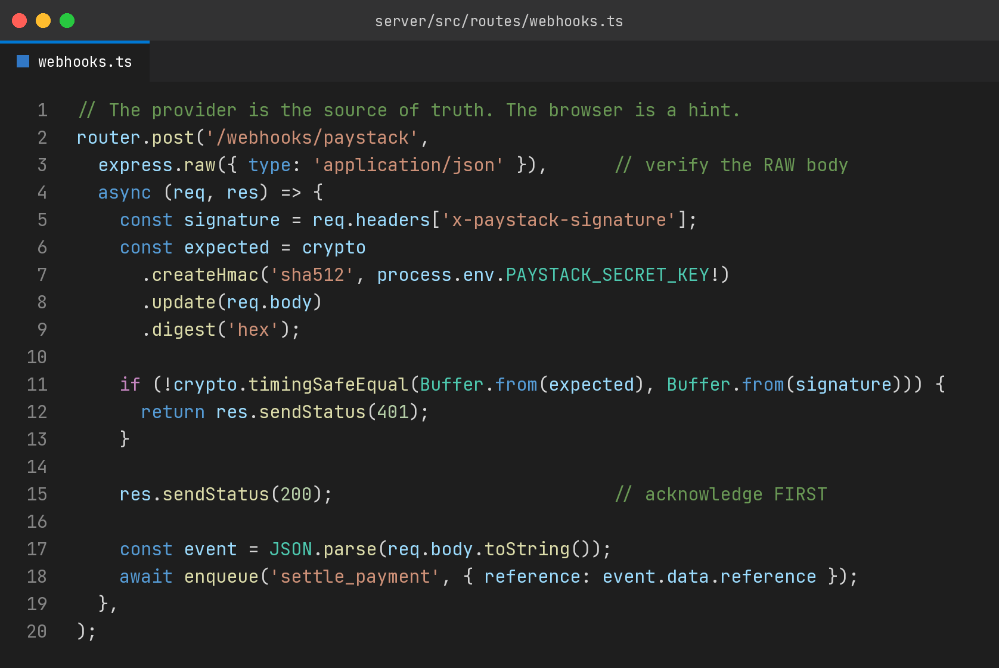 server/src/routes/webhooks.ts
webhooks.ts
1 // The provider is the source of truth. The browser is a hint.
2 router.post('/webhooks/paystack',
3   express.raw({ type: 'application/json' }),      // verify the RAW body
4   async (req, res) => {
5     const signature = req.headers['x-paystack-signature'];
6     const expected = crypto
7       .createHmac('sha512', process.env.PAYSTACK_SECRET_KEY!)
8       .update(req.body)
9       .digest('hex');
10
11     if (!crypto.timingSafeEqual(Buffer.from(expected), Buffer.from(signature))) {
12       return res.sendStatus(401);
13     }
14
15     res.sendStatus(200);                          // acknowledge FIRST
16
17     const event = JSON.parse(req.body.toString());
18     await enqueue('settle_payment', { reference: event.data.reference });
19   },
20 );